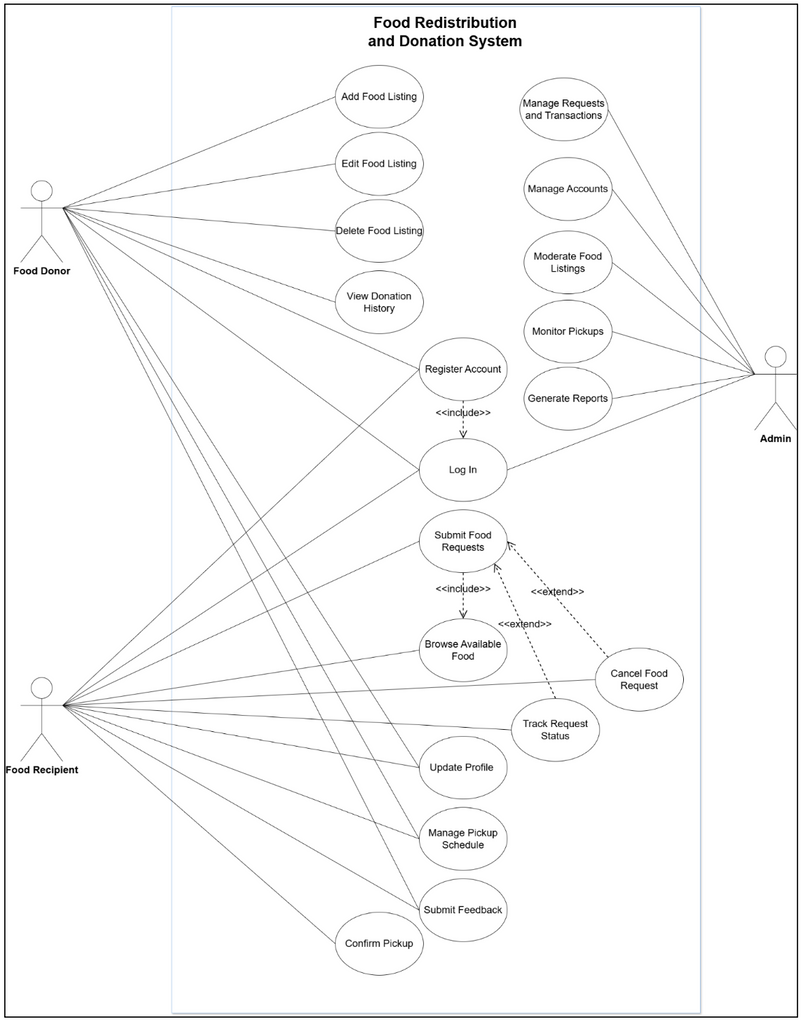 Food Redistribution
and Donation System
Add Food Listing
Manage Requests
and Transactions
Edit Food Listing
Manage Accounts
Delete Food Listing
Food Donor
Moderate Food
Listings
View Donation
History
Monitor Pickups
Register Account
Generate Reports
<<include>>
Admin
Log In
Submit Food
Requests
<<include>>
<<extend>>
<<extend>>
Browse Available
Food
Cancel Food
Request
Track Request
Status
Food Recipient
Update Profile
Manage Pickup
Schedule
Submit Feedback
Confirm Pickup